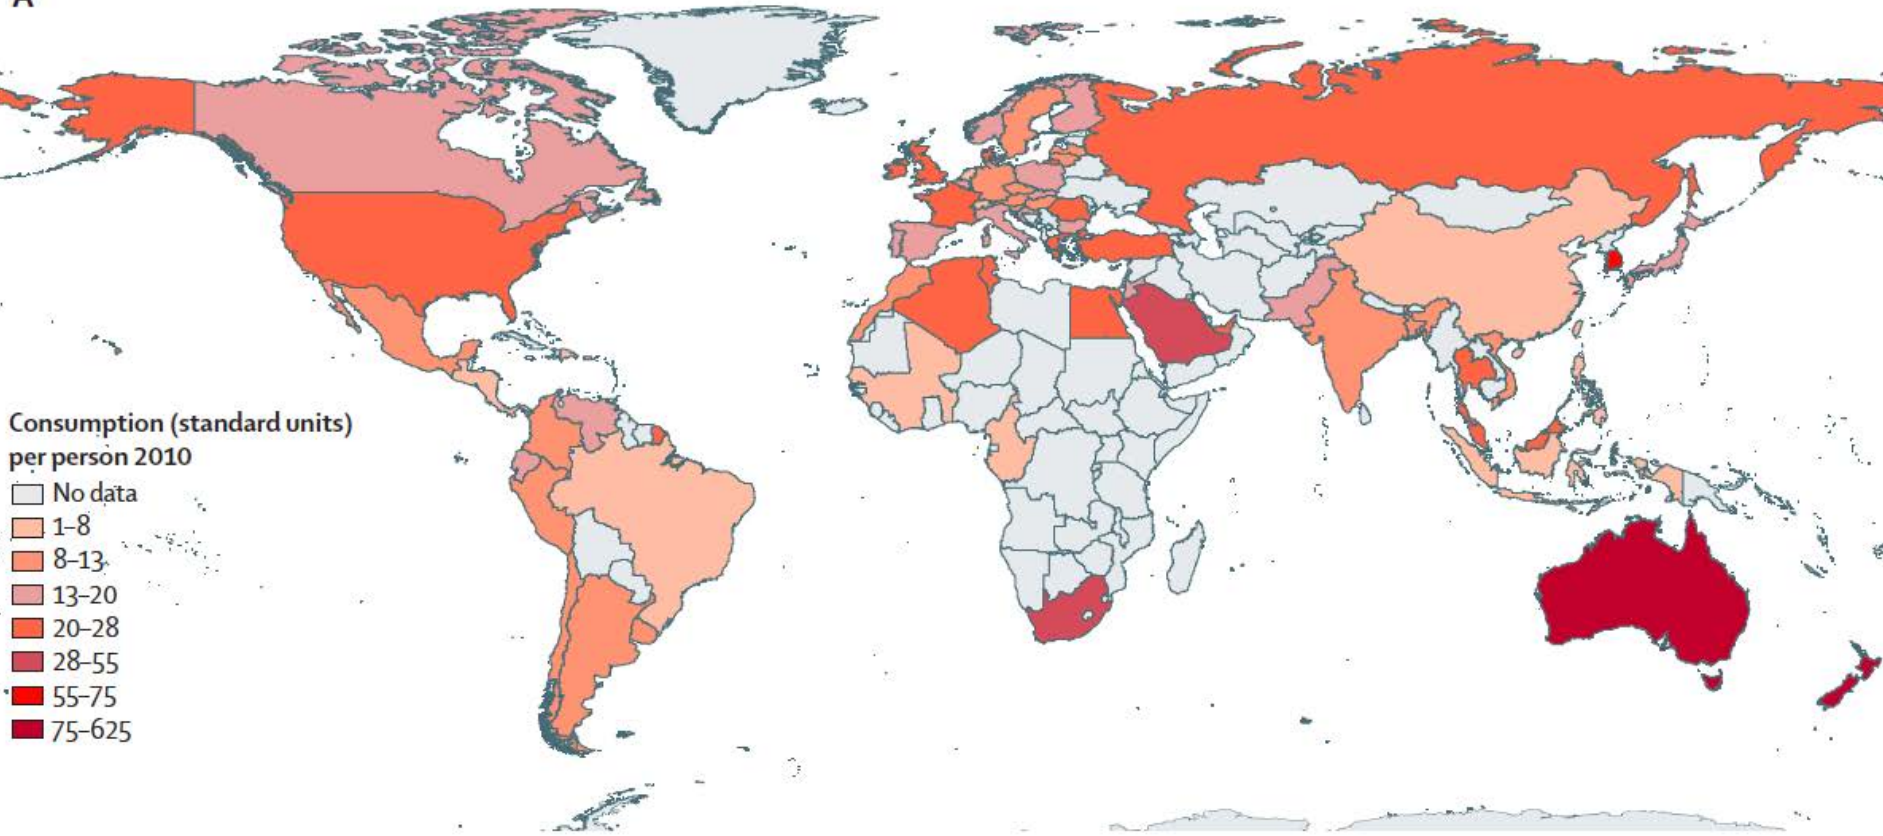 A
Consumption (standard units)
per person 2010
No data
1–8
8–13
13–20
20–28
28–55
55–75
75–625